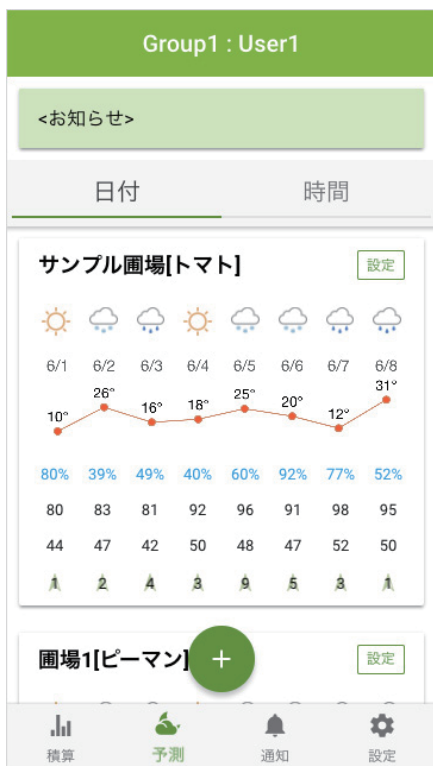 Group1 : User1
<お知らせ>
日付 時間
サンプル圃場[トマト] 設定
6/1 6/2 6/3 6/4 6/5 6/6 6/7 6/8
10° 26° 16° 18° 25° 20° 12° 31°
80% 39% 49% 40% 60% 92% 77% 52%
80 83 81 92 96 91 98 95
44 47 42 50 48 47 52 50
1 2 4 3 9 5 3 1
圃場1[ピーマン] + 設定
積算 予測 通知 設定